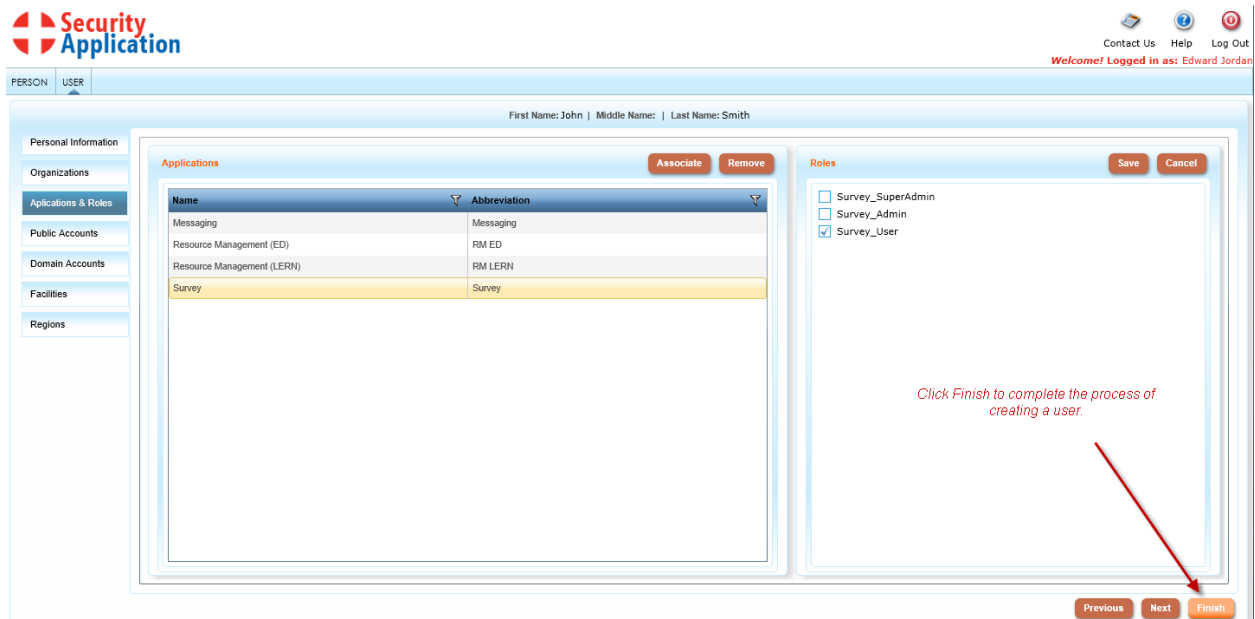 Security
Application
Contact Us Help Log Out
Welcome! Logged in as: Edward Jordan
PERSON USER
First Name: John | Middle Name: | Last Name: Smith
Personal Information
Organizations
Aplications & Roles
Public Accounts
Domain Accounts
Facilities
Regions
Applications Associate Remove
Name Abbreviation
Messaging Messaging
Resource Management (ED) RM ED
Resource Management (LERN) RM LERN
Survey Survey
Roles Save Cancel
Survey_SuperAdmin
Survey_Admin
Survey_User
Click Finish to complete the process of
creating a user.
Previous Next Finish